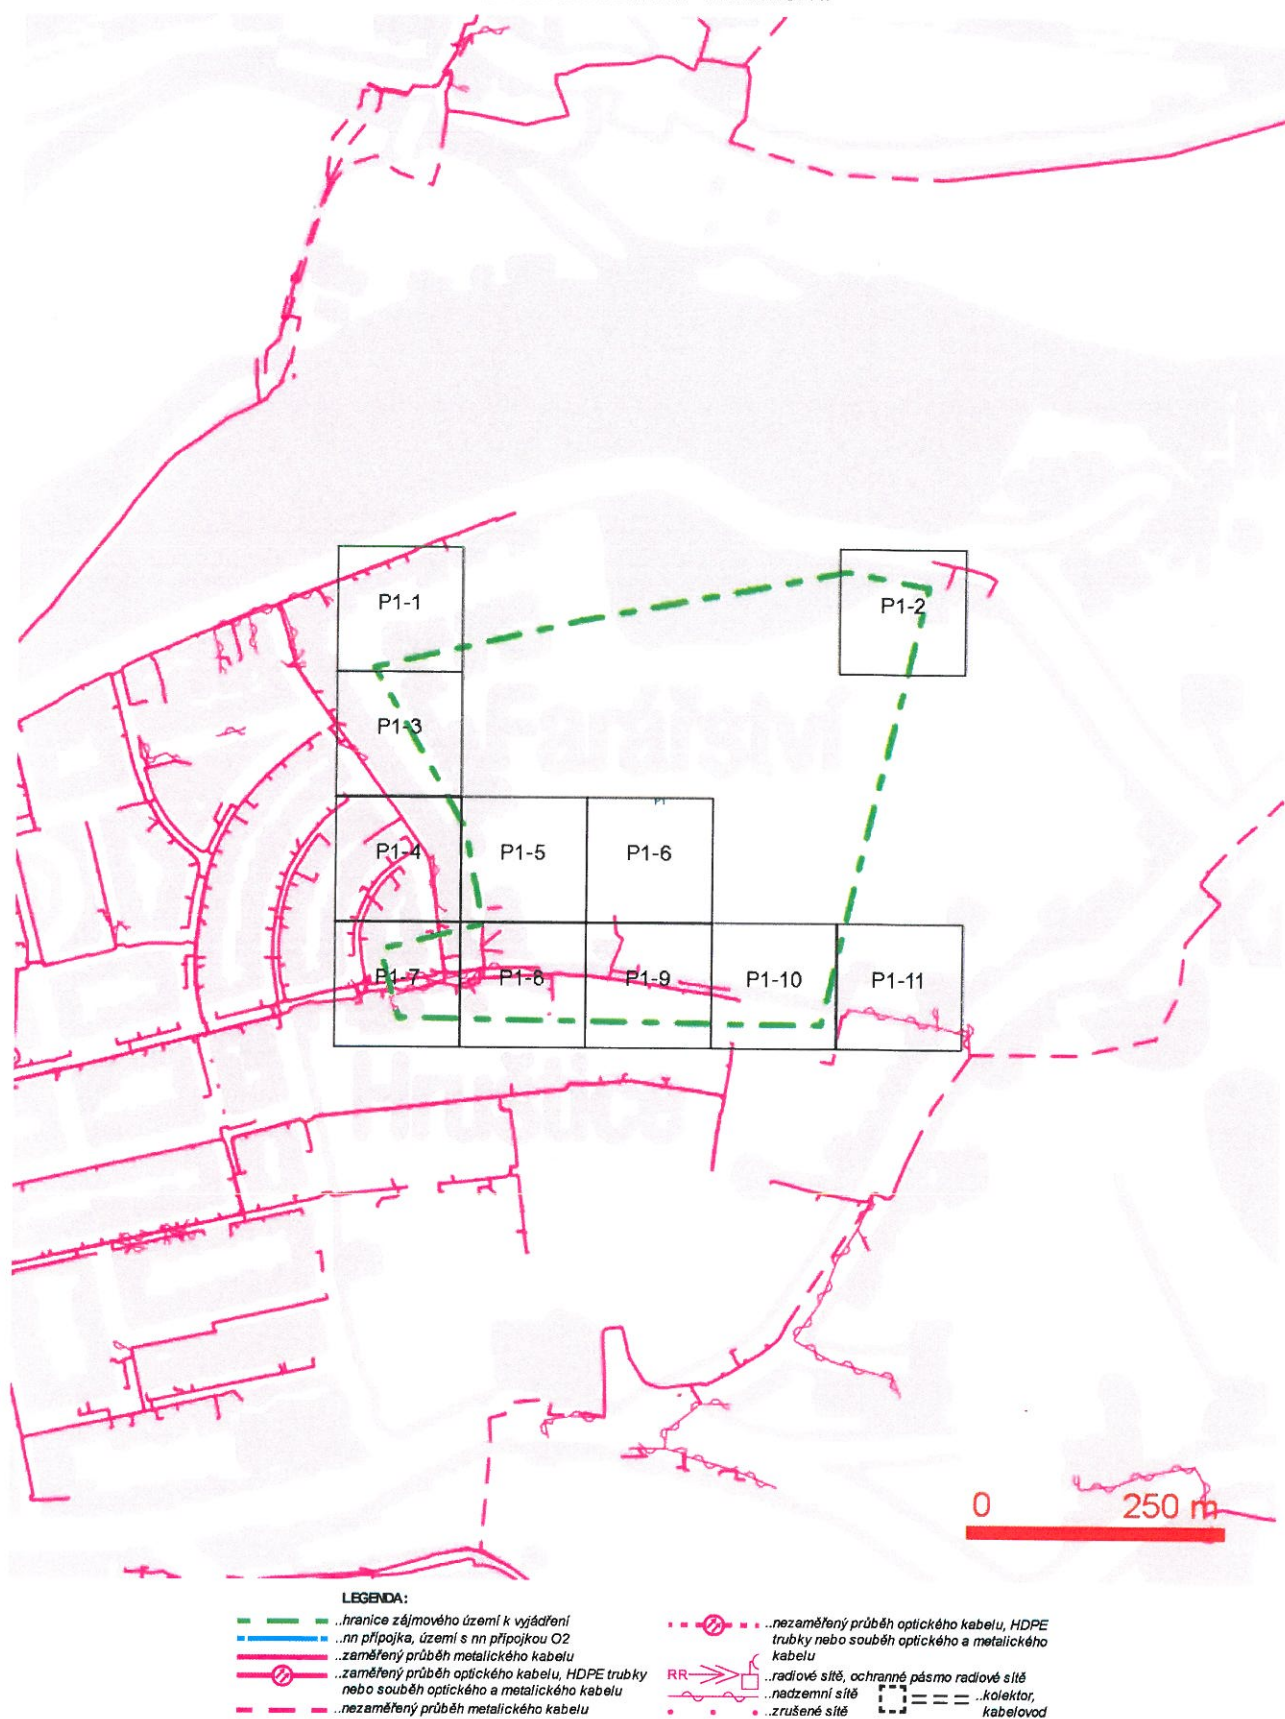 P1-1
P1-2
Farářství
P1-3
P1
P1-4
P1-5
P1-6
P1-7
P1-8
P1-9
P1-10
P1-11
Hruštice
0 250 m
LEGENDA:
..hranice zájmového území k vyjádření
..nn přípojka, území s nn přípojkou O2
..zaměřený průběh metalického kabelu
..zaměřený průběh optického kabelu, HDPE trubky
nebo souběh optického a metalického kabelu
..nezaměřený průběh metalického kabelu
..nezaměřený průběh optického kabelu, HDPE
trubky nebo souběh optického a metalického
kabelu
RR
..radiové sítě, ochranné pásmo radiové sítě
..nadzemní sítě
..zrušené sítě
..kolektor,
kabelovod